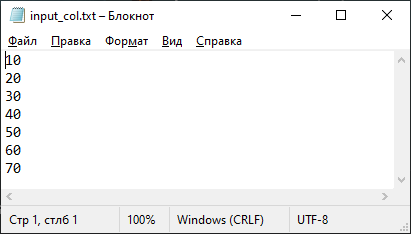 input_col.txt – Блокнот
Файл Правка Формат Вид Справка
10
20
30
40
50
60
70
Стр 1, стлб 1 100% Windows (CRLF) UTF-8